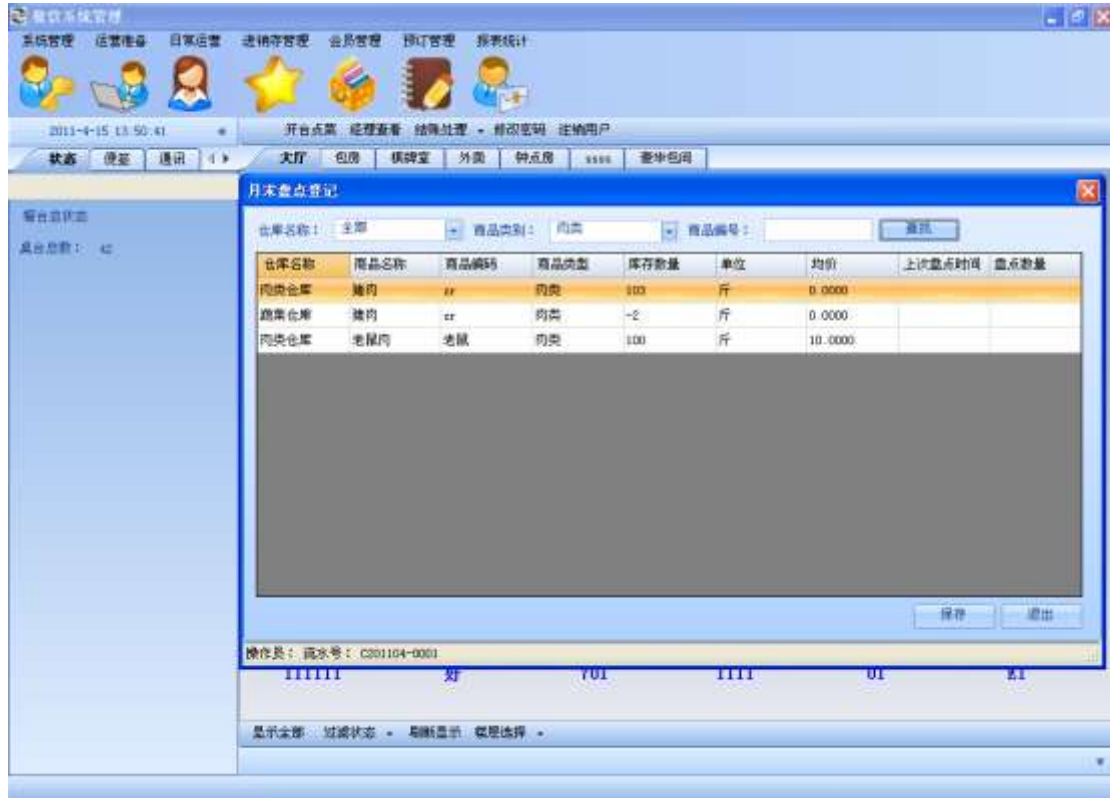 餐饮系统管理
系统管理 运营准备 日常运营 进销存管理 会员管理 预订管理 报表统计
2011-4-15 13:50:41 开台点菜 经理查看 结账处理 修改密码 注销用户
状态 便签 通讯 大厅 包房 棋牌室 外卖 钟点房 ssss 豪华包间
月末盘点登记
餐台总状态
桌台总数: 42
仓库名称: 全部 商品类别: 肉类 商品编号: 查找
仓库名称 商品名称 商品编码 商品类型 库存数量 单位 均价 上次盘点时间 盘点数量
肉类仓库 猪肉 zr 肉类 103 斤 0.0000
蔬菜仓库 猪肉 zr 肉类 -2 斤 0.0000
肉类仓库 老鼠肉 老鼠 肉类 100 斤 10.0000
保存 退出
操作员: 流水号: C201104-0001
111111 好 701 1111 01
显示全部 过滤状态 刷新显示 楼层选择